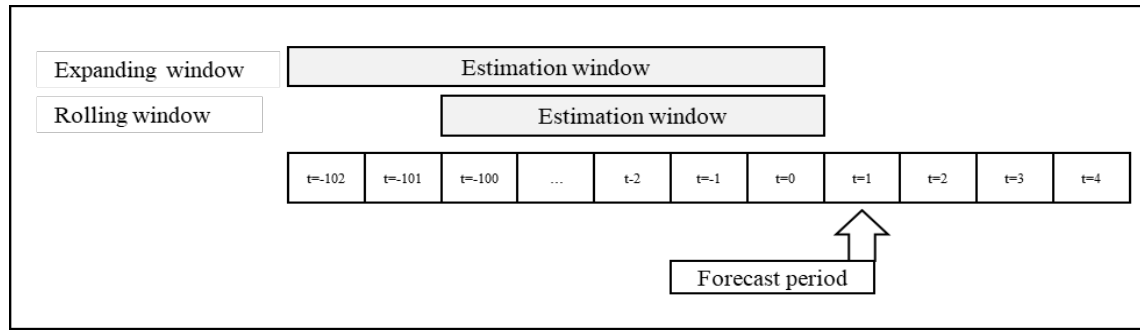 Expanding window
Estimation window
Rolling window
Estimation window
t=-102 t=-101 t=-100 ... t-2 t=-1 t=0 t=1 t=2 t=3 t=4
Forecast period